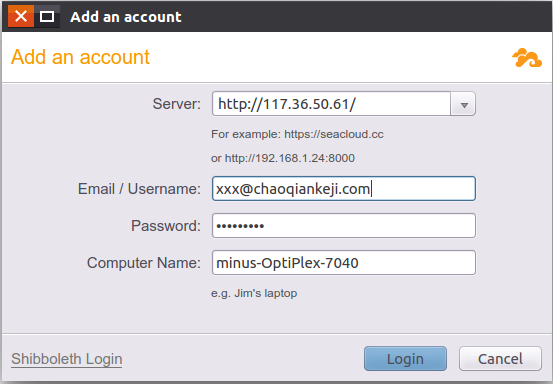 Add an account
Add an account
Server: http://117.36.50.61/
For example: https://seacloud.cc
or http://192.168.1.24:8000
Email / Username: xxx@chaoqiankeji.com
Password: •••••••••
Computer Name: minus-OptiPlex-7040
e.g. Jim's laptop
Shibboleth Login Login Cancel